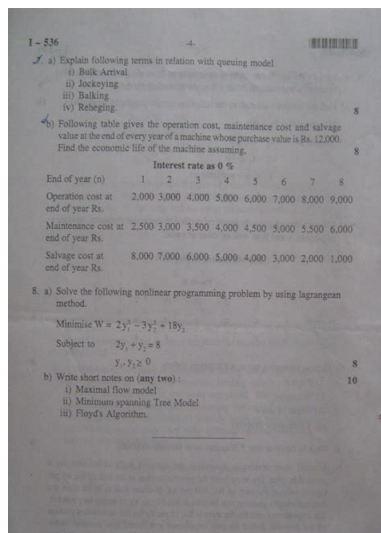 1 - 536
-4-
a) Explain following terms in relation with queuing model
i) Bulk Arrival
ii) Jockeying
iii) Balking
iv) Reheging.
8
b) Following table gives the operation cost, maintenance cost and salvage
value at the end of every year of a machine whose purchase value is Rs. 12,000.
Find the economic life of the machine assuming.
8
Interest rate as 0 %
End of year (n) 1 2 3 4 5 6 7 8
Operation cost at 2,000 3,000 4,000 5,000 6,000 7,000 8,000 9,000
end of year Rs.
Maintenance cost at 2,500 3,000 3,500 4,000 4,500 5,000 5,500 6,000
end of year Rs.
Salvage cost at 8,000 7,000 6,000 5,000 4,000 3,000 2,000 1,000
end of year Rs.
8. a) Solve the following nonlinear programming problem by using lagrangean
method.
Minimise W = 2y₁² - 3y₂² + 18y₂
Subject to 2y₁ + y₂ = 8
y₁, y₂ ≥ 0
8
b) Write short notes on (any two) :
10
i) Maximal flow model
ii) Minimum spanning Tree Model
iii) Floyd's Algorithm.